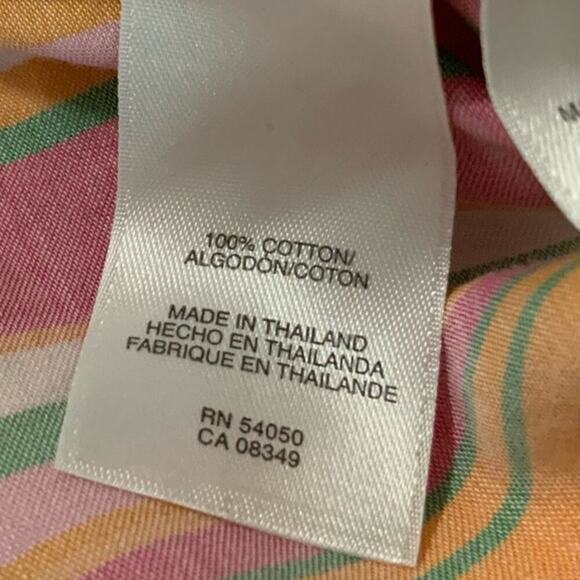 100% COTTON/
ALGODÓN/COTON
MADE IN THAILAND
HECHO EN THAILANDA
FABRIQUE EN THAILANDE
RN 54050
CA 08349
M